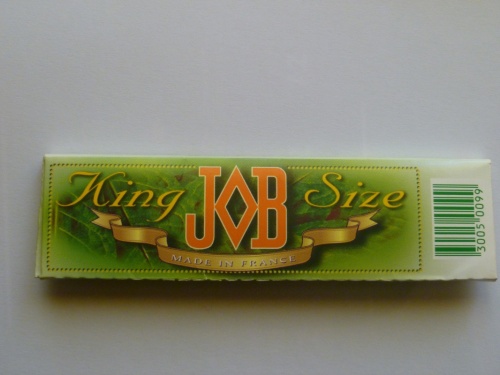 King JOB Size
MADE IN FRANCE
3005 0099